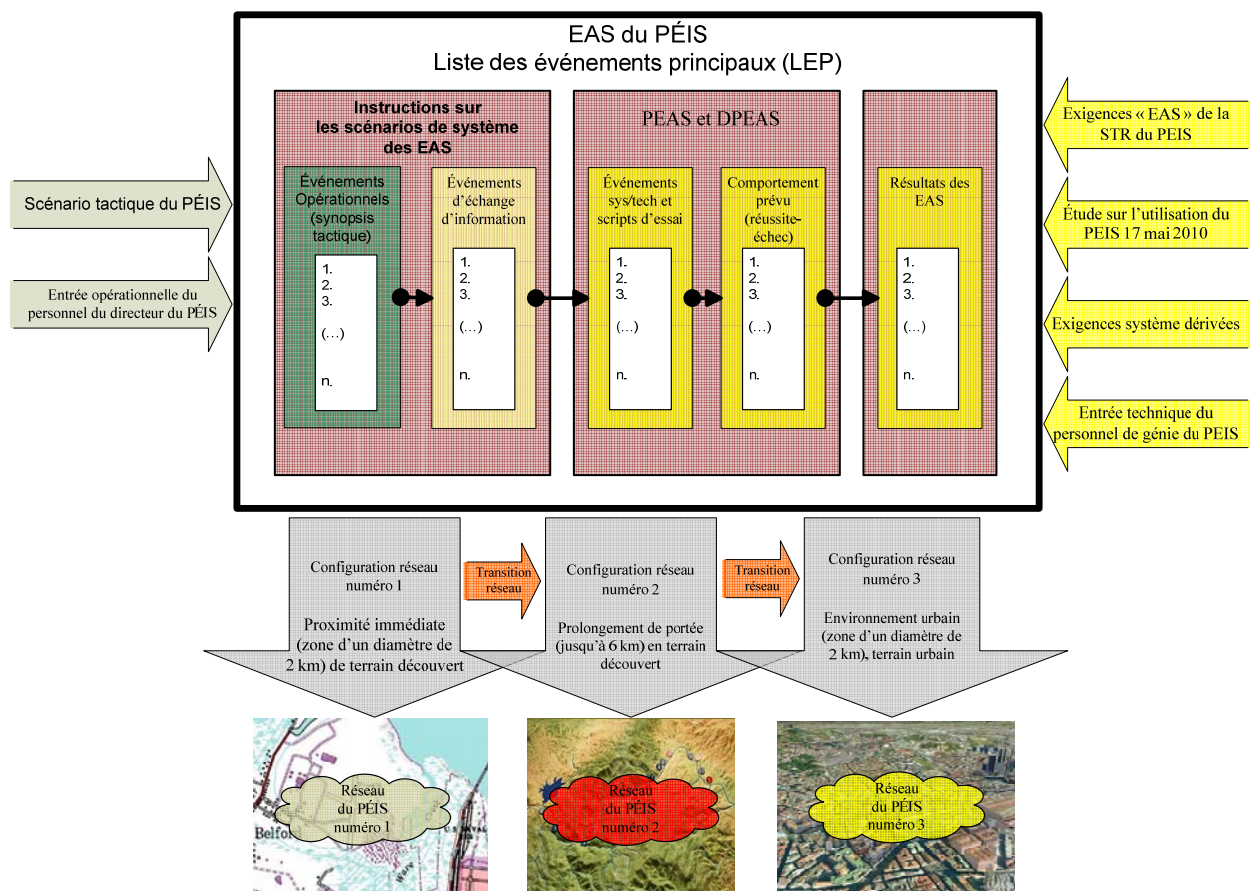 EAS du PÉIS
Liste des événements principaux (LEP)
Instructions sur
les scénarios de système
des EAS
PEAS et DPEAS
Événements
Opérationnels
(synopsis
tactique)
1.
2.
3.
(...)
n.
Événements
d’échange
d’information
1.
2.
3.
(...)
n.
Événements
sys/tech et
scripts d’essai
1.
2.
3.
(...)
n.
Comportement
prévu
(réussite-
échec)
1.
2.
3.
(...)
n.
Résultats des
EAS
1.
2.
3.
(...)
n.
Scénario tactique du PÉIS
Entrée opérationnelle du
personnel du directeur du PÉIS
Exigences « EAS » de la
STR du PEIS
Étude sur l’utilisation du
PEIS 17 mai 2010
Exigences système dérivées
Entrée technique du
personnel de génie du PEIS
Configuration réseau
numéro 1
Proximité immédiate
(zone d’un diamètre de
2 km) de terrain découvert
Transition
réseau
Configuration réseau
numéro 2
Prolongement de portée
(jusqu’à 6 km) en terrain
découvert
Transition
réseau
Configuration réseau
numéro 3
Environnement urbain
(zone d’un diamètre de
2 km), terrain urbain
Réseau
du PÉIS
numéro 1
Belford
Ware
Réseau
du PÉIS
numéro 2
Réseau
du PÉIS
numéro 3